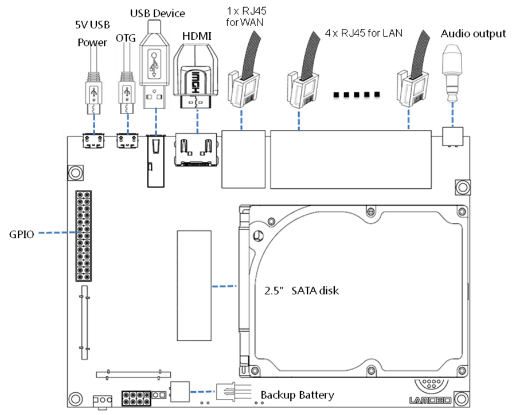 5V USB
Power
OTG
USB Device
HDMI
1 x RJ45
for WAN
4 x RJ45 for LAN
Audio output
HDMI
GPIO
2.5" SATA disk
Backup Battery